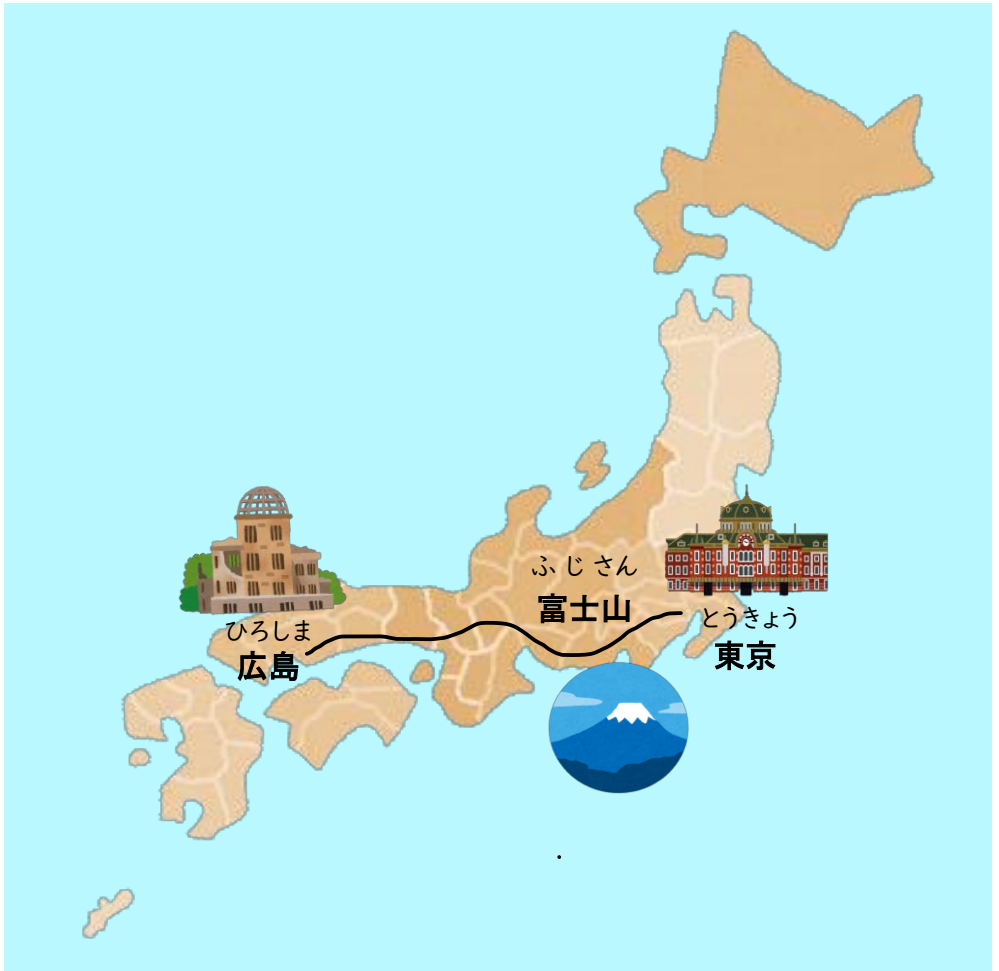 ふじさん
富士山
ひろしま
広島
とうきょう
東京